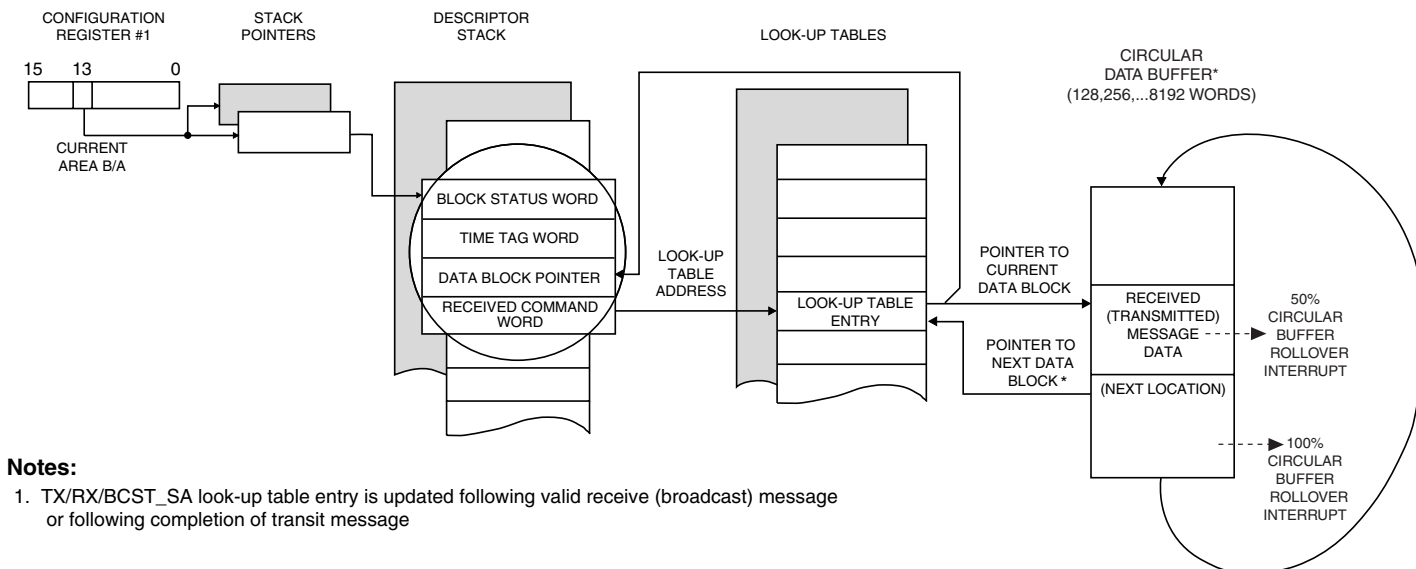 CONFIGURATION
REGISTER #1
STACK
POINTERS
DESCRIPTOR
STACK
LOOK-UP TABLES
CIRCULAR
DATA BUFFER*
(128,256,...8192 WORDS)
15 13 0
CURRENT
AREA B/A
BLOCK STATUS WORD
TIME TAG WORD
DATA BLOCK POINTER
RECEIVED COMMAND
WORD
LOOK-UP
TABLE
ADDRESS
LOOK-UP TABLE
ENTRY
POINTER TO
CURRENT
DATA BLOCK
POINTER TO
NEXT DATA
BLOCK *
RECEIVED
(TRANSMITTED)
MESSAGE
DATA
(NEXT LOCATION)
50%
CIRCULAR
BUFFER
ROLLOVER
INTERRUPT
100%
CIRCULAR
BUFFER
ROLLOVER
INTERRUPT
Notes:
1. TX/RX/BCST_SA look-up table entry is updated following valid receive (broadcast) message
or following completion of transit message